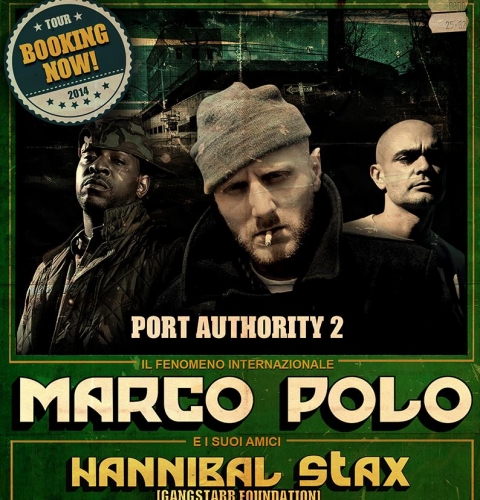 TOUR
BOOKING
NOW!
2014
PORT AUTHORITY 2
IL FENOMENO INTERNAZIONALE
MARCO POLO
E I SUOI AMICI
HANNIBAL STAX
[GANGSTARR FOUNDATION]